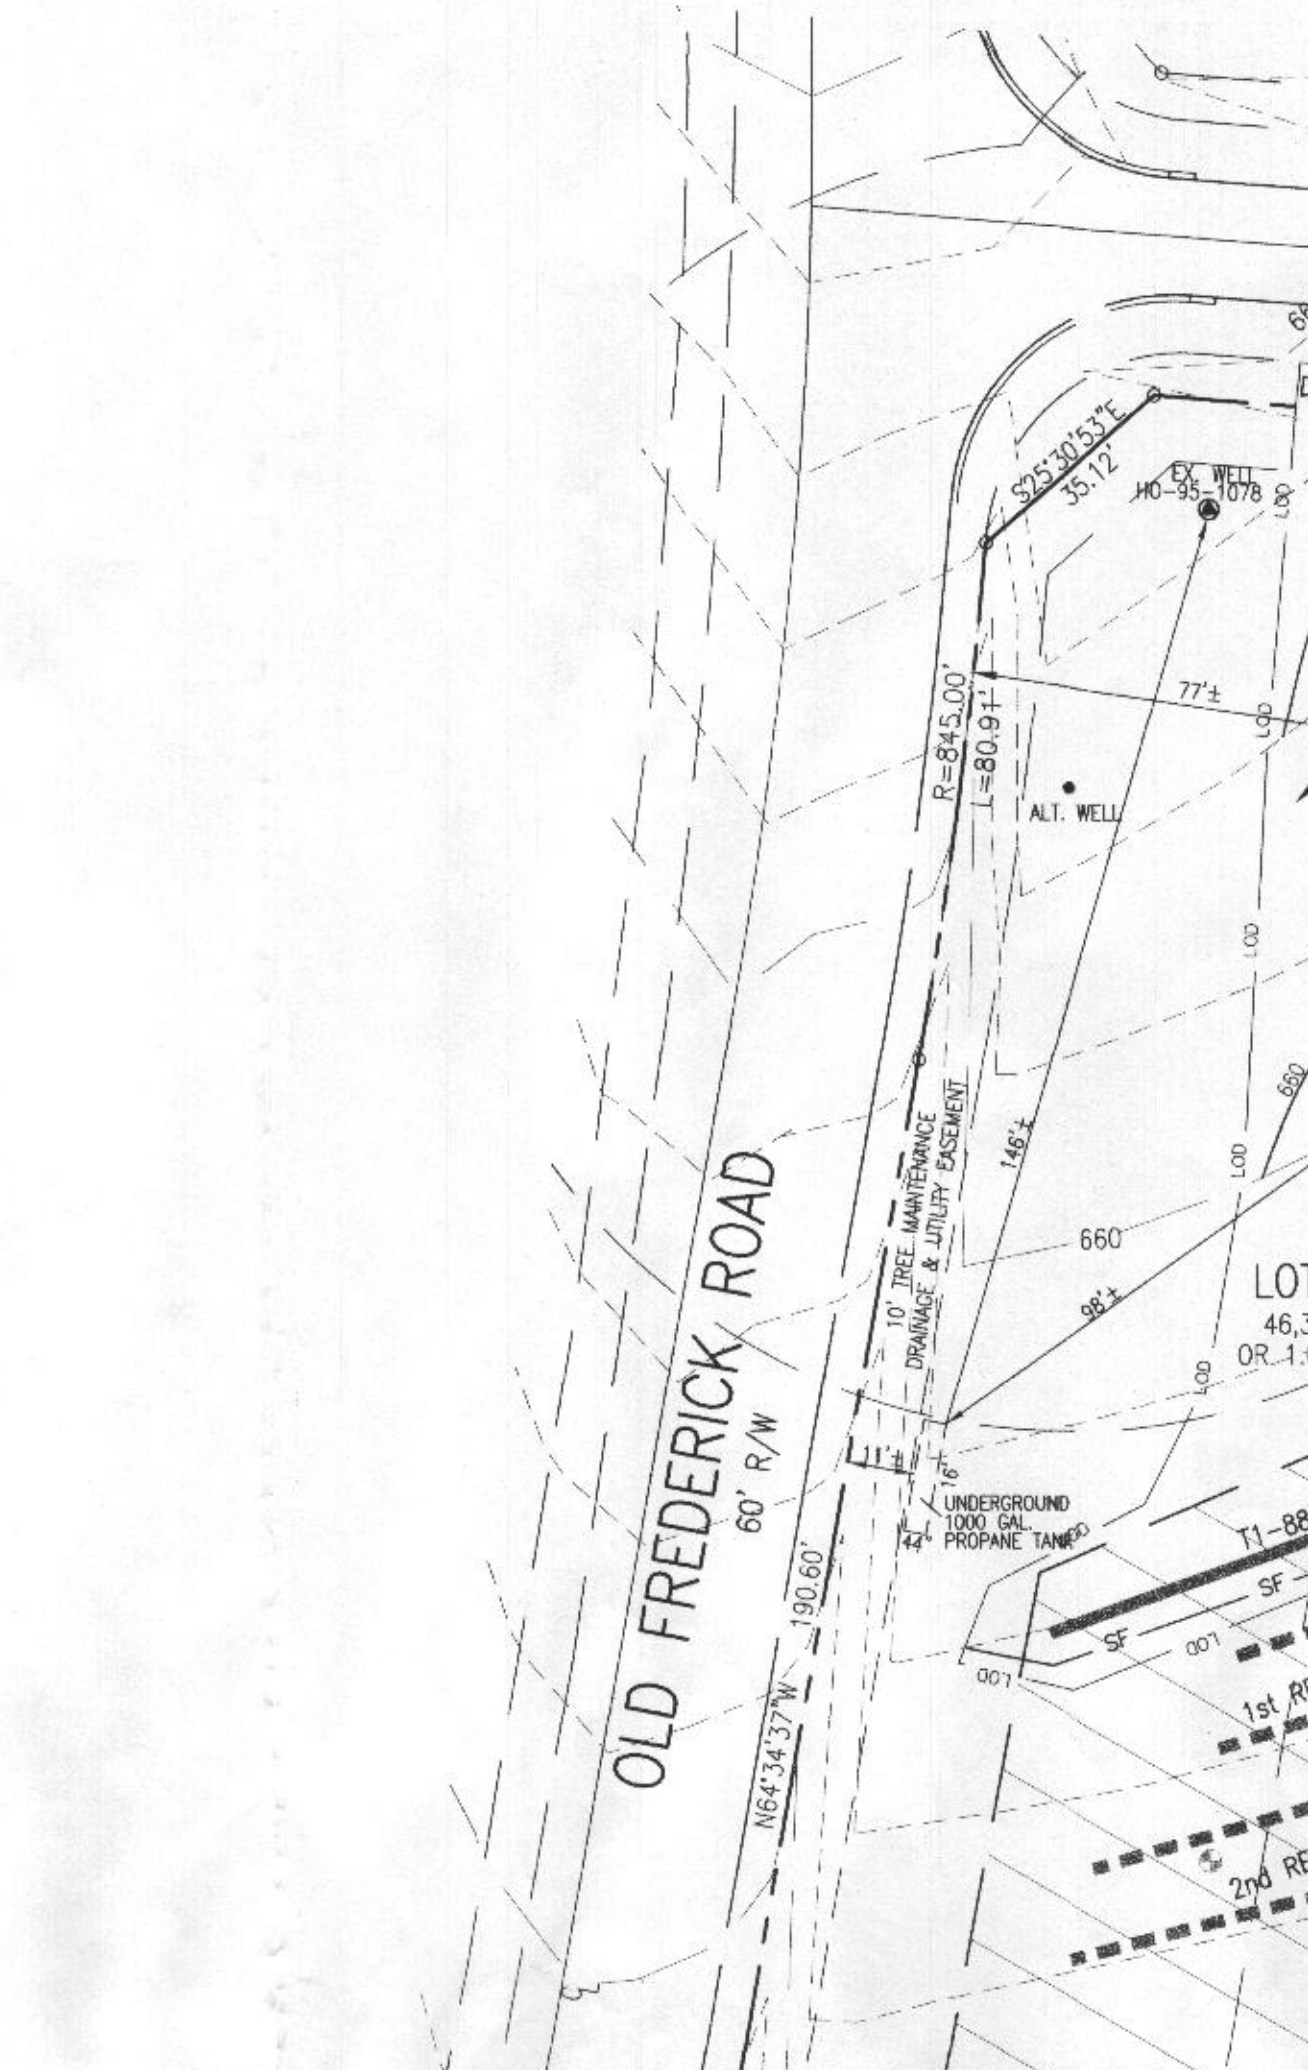 S25°30'53"E
35.12'
EX. WELL
HO-95-1078
LOD
R=845.00'
L=80.91'
77'±
LOD
ALT. WELL
LOD
660
146'±
LOD
10' TREE MAINTENANCE
DRAINAGE & UTILITY EASEMENT
660
98'±
LOD
OLD FREDERICK ROAD
60' R/W
11'±
16'
UNDERGROUND
1000 GAL.
PROPANE TANK
LOD
190.60'
N64°34'37"W
SF
SF
LOD
LOD
1st
2nd